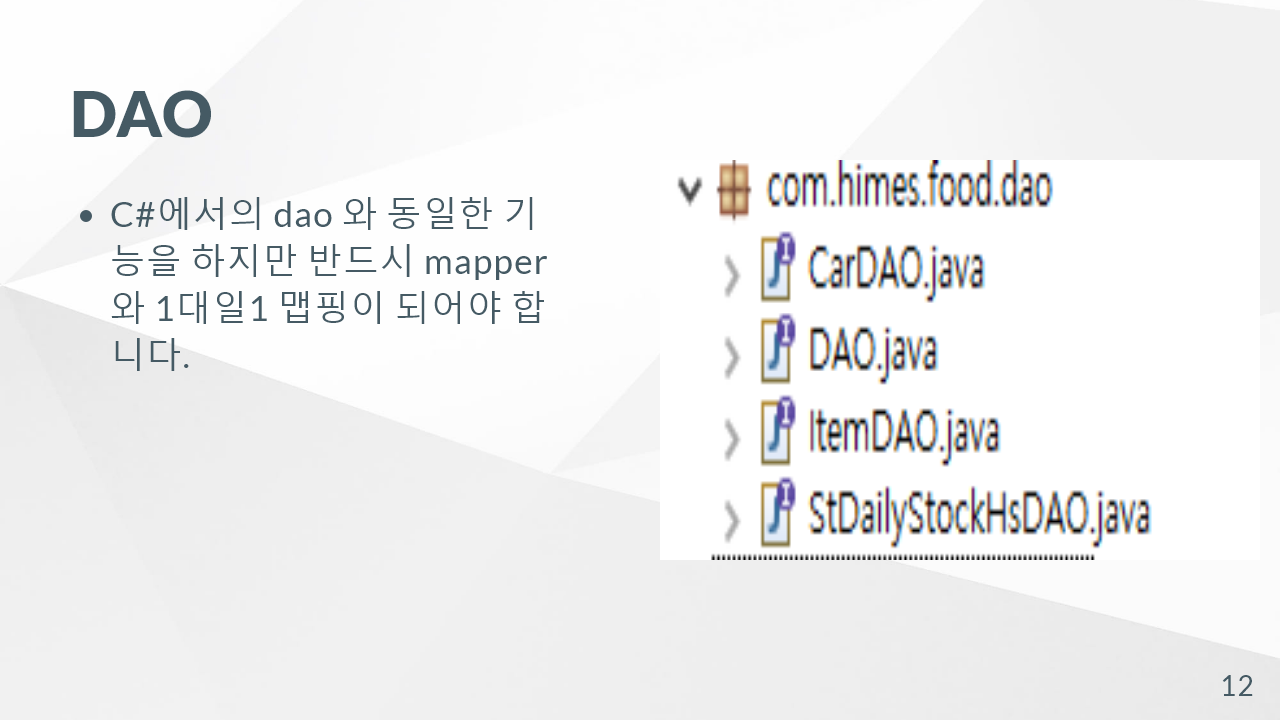 DAO
• C#에서의 dao 와 동일한 기
능을 하지만 반드시 mapper
와 1대일1 맵핑이 되어야 합
니다.
com.himes.food.dao
CarDAO.java
DAO.java
ItemDAO.java
StDailyStockHsDAO.java
12